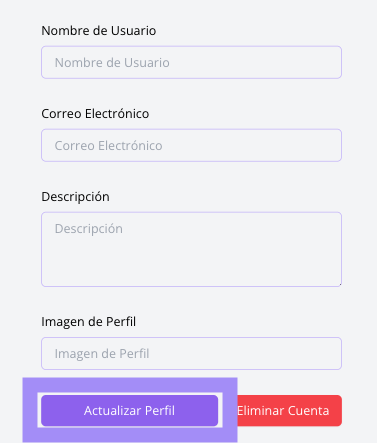 Nombre de Usuario
Nombre de Usuario
Correo Electrónico
Correo Electrónico
Descripción
Descripción
Imagen de Perfil
Imagen de Perfil
Actualizar Perfil Eliminar Cuenta